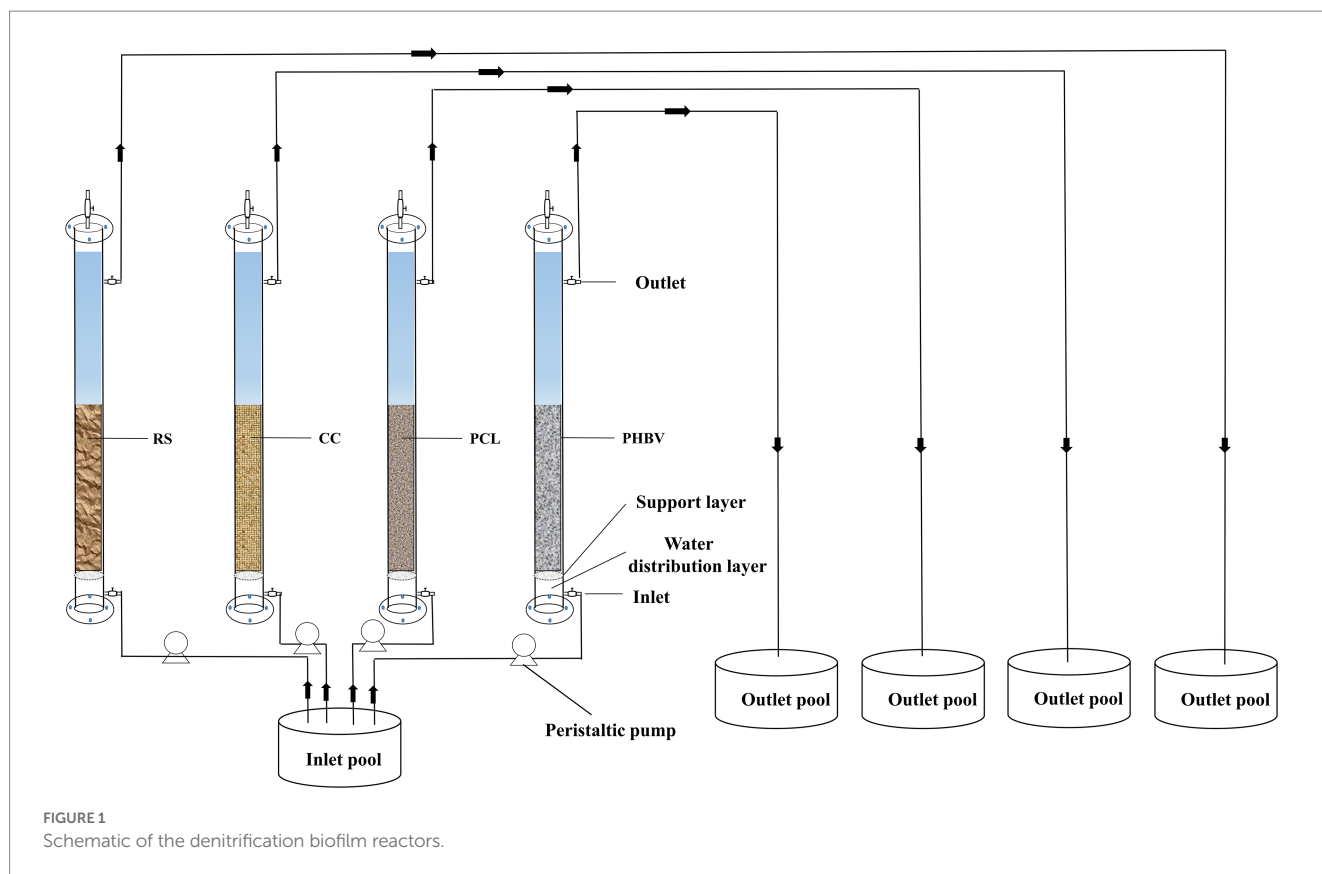 Outlet
RS
CC
PCL
PHBV
Support layer
Water
distribution layer
Inlet
Peristaltic pump
Inlet pool
Outlet pool
Outlet pool
Outlet pool
Outlet pool
FIGURE 1
Schematic of the denitrification biofilm reactors.